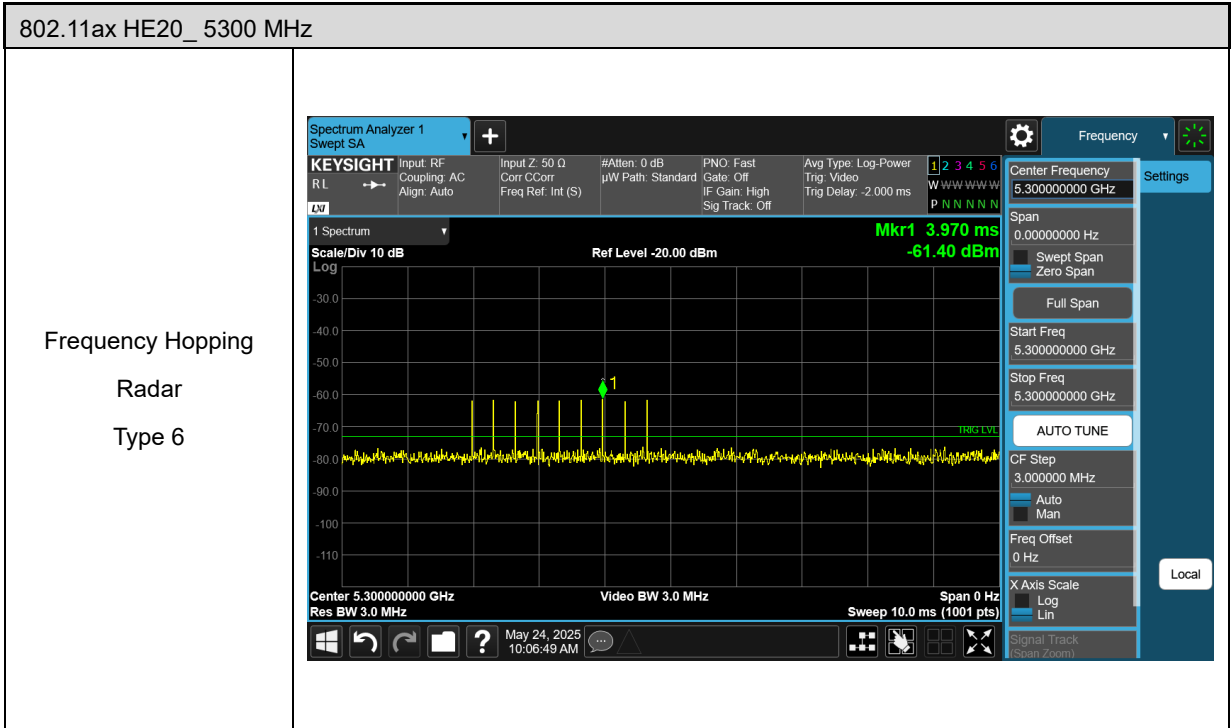 802.11ax HE20_ 5300 MHz
Frequency Hopping
Radar
Type 6
Spectrum Analyzer 1
Swept SA
Frequency
KEYSIGHT
R L
LXI
Input: RF
Coupling: AC
Align: Auto
Input Z: 50 Ω
Corr CCorr
Freq Ref: Int (S)
#Atten: 0 dB
µW Path: Standard
PNO: Fast
Gate: Off
IF Gain: High
Sig Track: Off
Avg Type: Log-Power
Trig: Video
Trig Delay: -2.000 ms
1 2 3 4 5 6
W W W W W W
P N N N N N
1 Spectrum
Mkr1 3.970 ms
Scale/Div 10 dB
Ref Level -20.00 dBm
-61.40 dBm
Log
-30.0
-40.0
-50.0
-60.0
-70.0
-80.0
-90.0
-100
-110
1
TRIG LVL
Center 5.300000000 GHz
Video BW 3.0 MHz
Span 0 Hz
Res BW 3.0 MHz
Sweep 10.0 ms (1001 pts)
?
May 24, 2025
10:06:49 AM
Center Frequency
5.300000000 GHz
Settings
Span
0.00000000 Hz
Swept Span
Zero Span
Full Span
Start Freq
5.300000000 GHz
Stop Freq
5.300000000 GHz
AUTO TUNE
CF Step
3.000000 MHz
Auto
Man
Freq Offset
0 Hz
X Axis Scale
Log
Lin
Local
Signal Track
(Span Zoom)